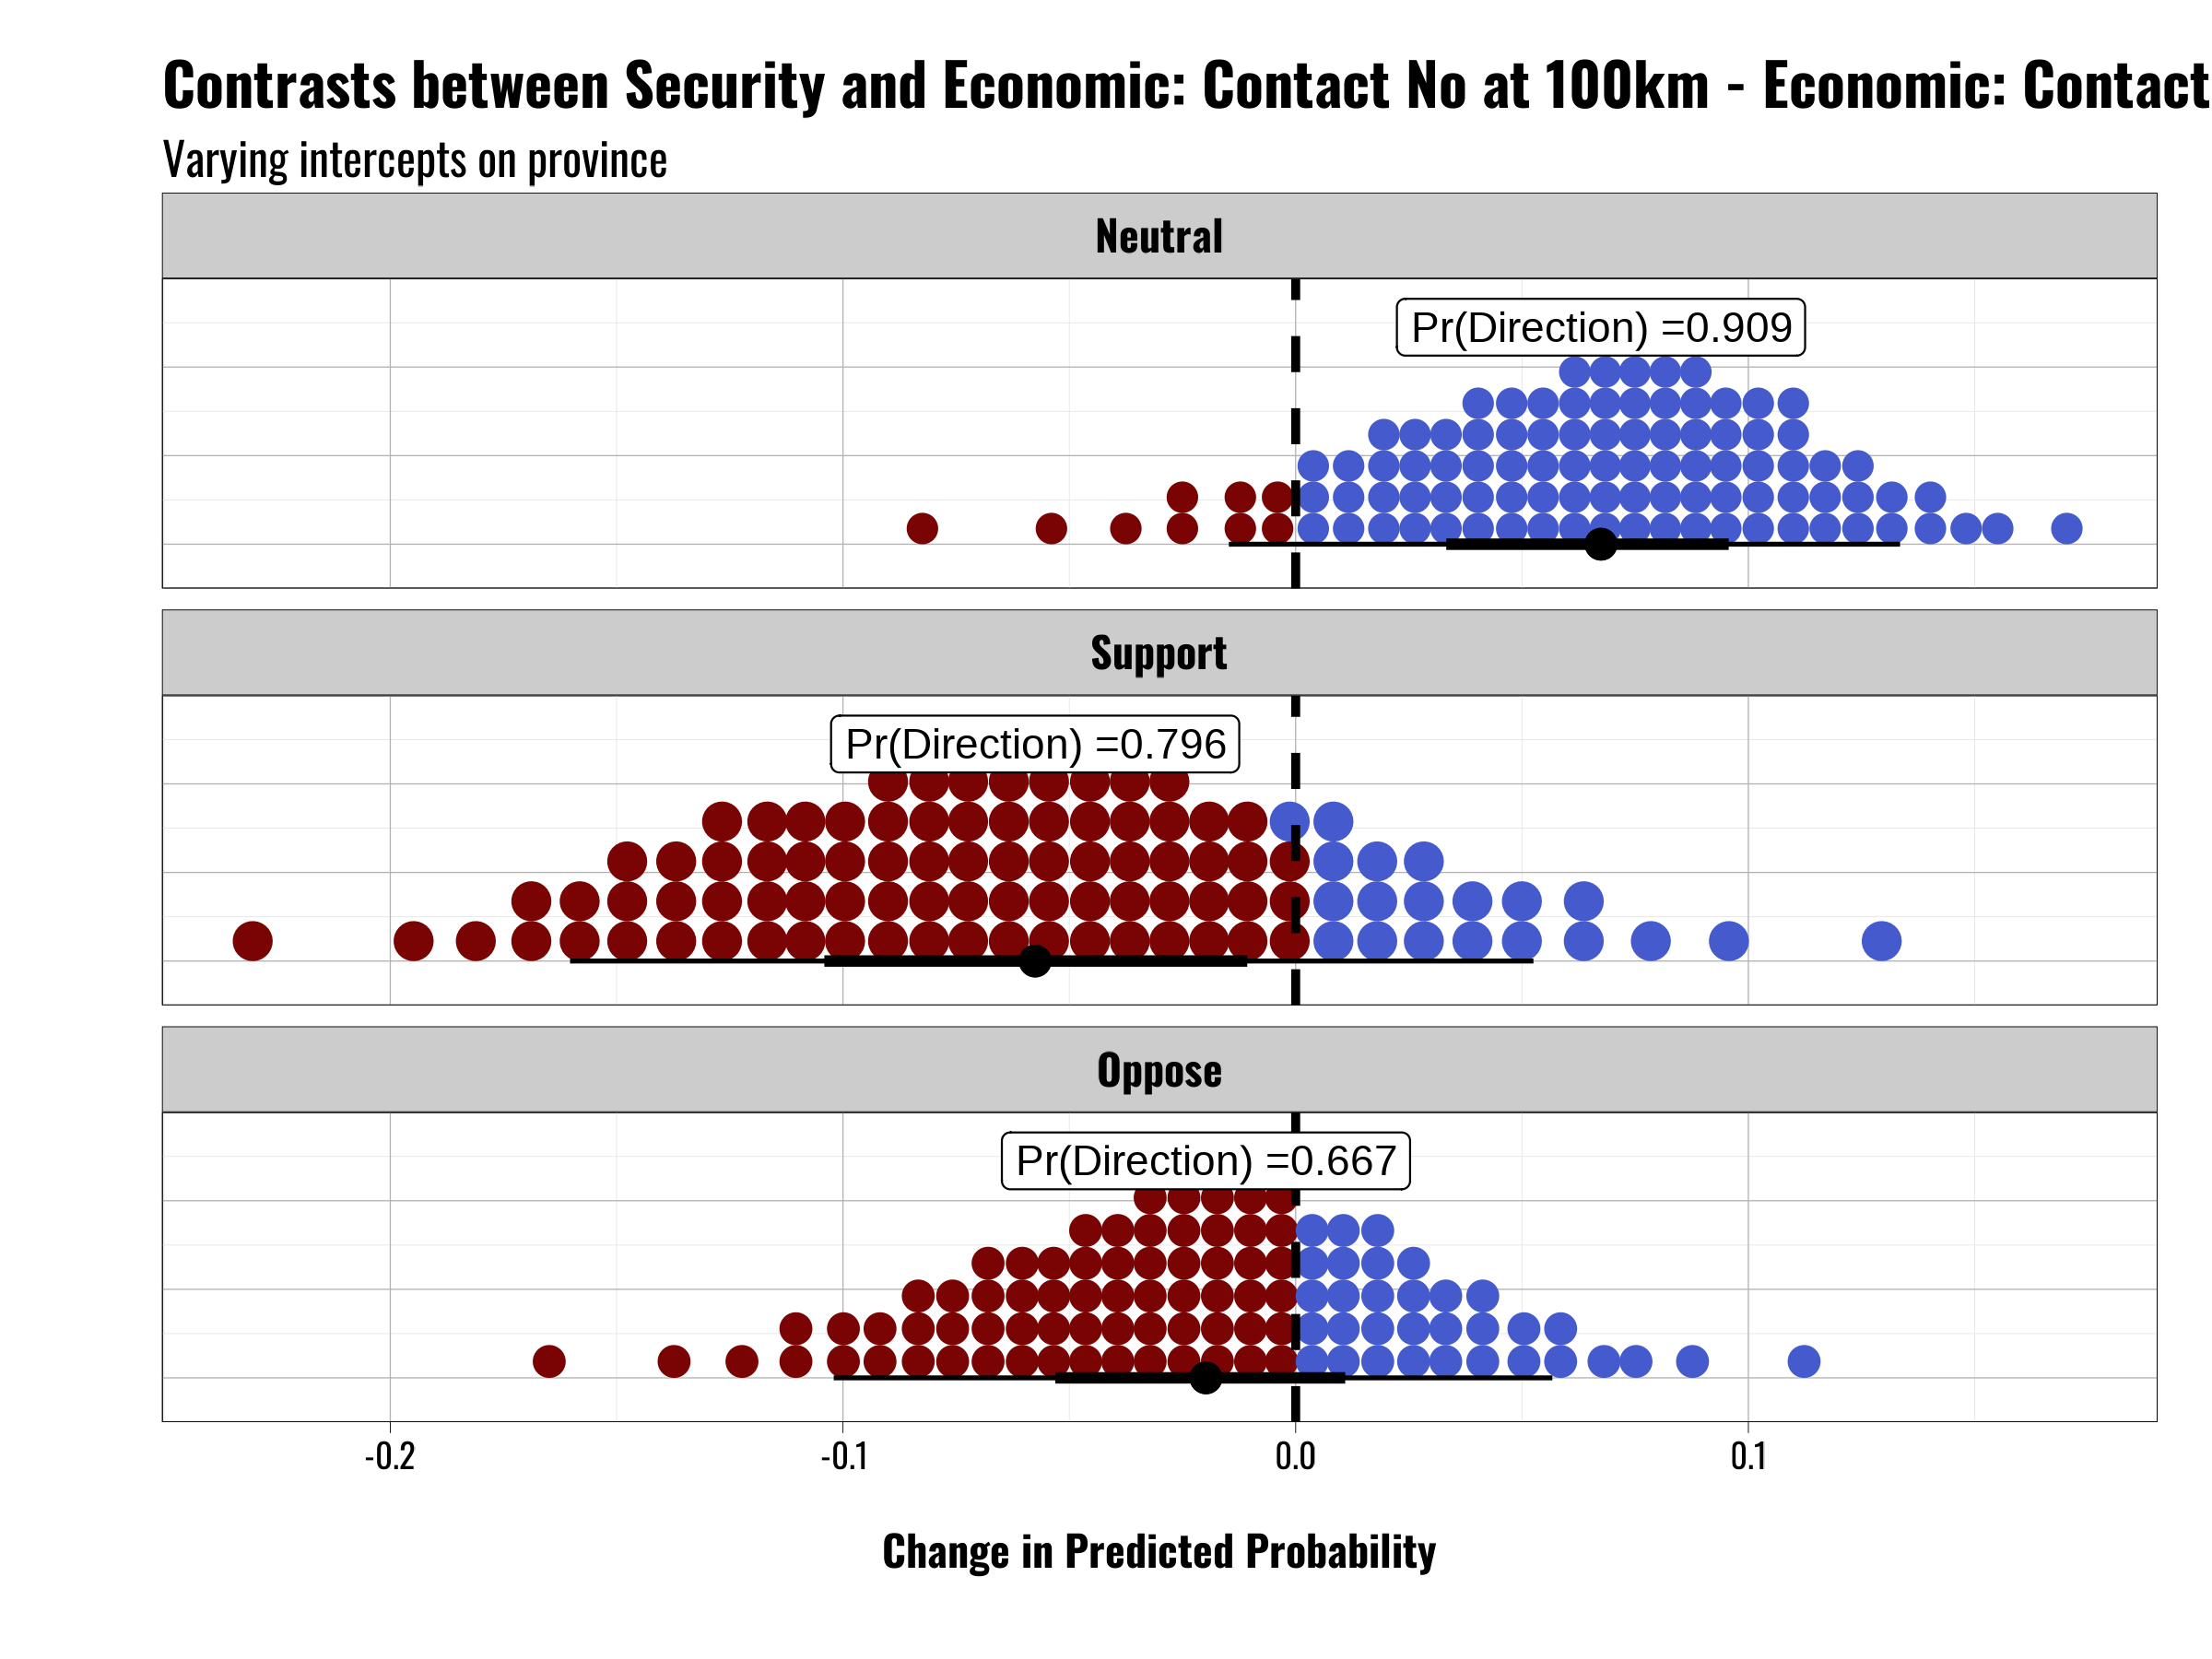 Contrasts between Security and Economic: Contact No at 100km - Economic: Contact
Varying intercepts on province
Neutral
Pr(Direction) =0.909
Support
Pr(Direction) =0.796
Oppose
Pr(Direction) =0.667
-0.2 -0.1 0.0 0.1
Change in Predicted Probability